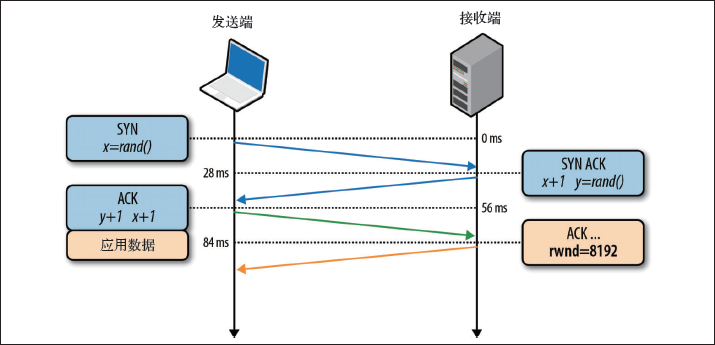 发送端
接收端
SYN
x=rand()
0 ms
28 ms
SYN ACK
x+1 y=rand()
ACK
y+1 x+1
56 ms
应用数据
84 ms
ACK ...
rwnd=8192